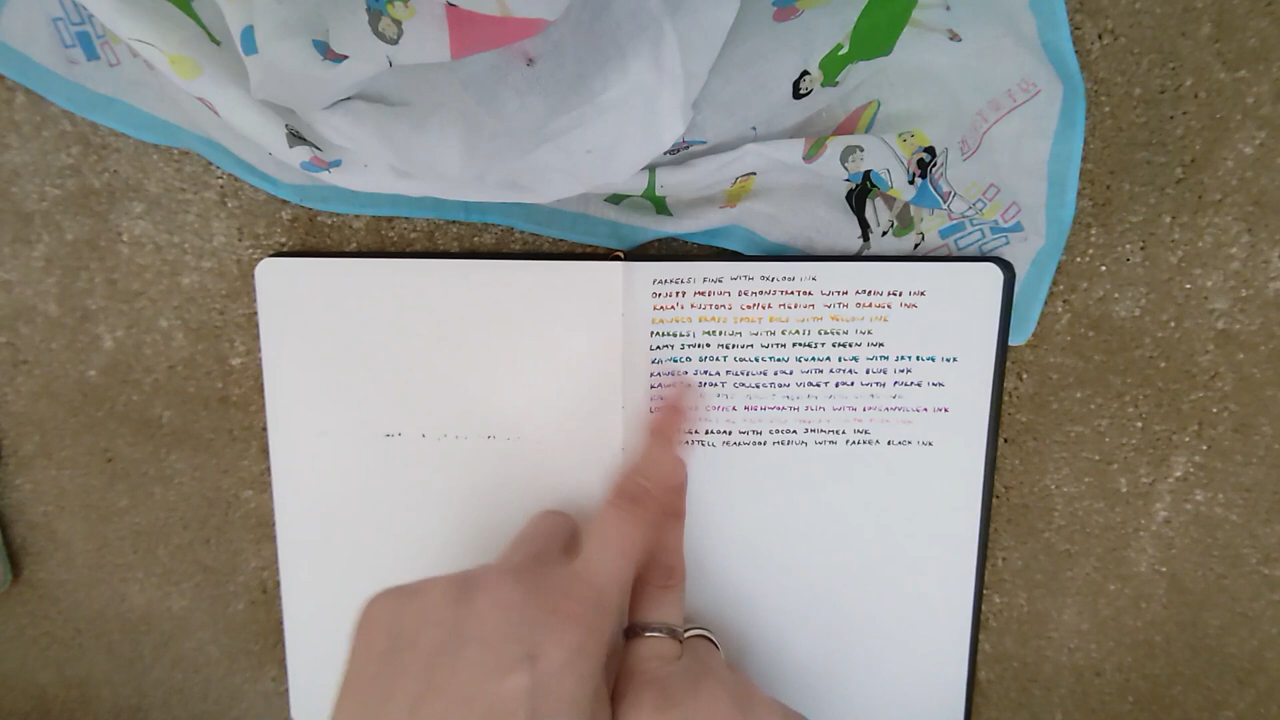 PARKER51 FINE WITH OXBLOOD INK
OPUS88 MEDIUM DEMONSTRATOR WITH ROBIN RED INK
KARA'S KUSTOMS COPPER MEDIUM WITH ORANGE INK
KAWECO BRASS SPORT BOLD WITH YELLOW INK
PARKER51 MEDIUM WITH GRASS GREEN INK
LAMY STUDIO MEDIUM WITH FOREST GREEN INK
KAWECO SPORT COLLECTION IGUANA BLUE WITH SKY BLUE INK
KAWECO SUPRA FIREBLUE BOLD WITH ROYAL BLUE INK
KAWECO SPORT COLLECTION VIOLET BOLD WITH PURPLE INK
COPPER HIGHWORTH SLIM WITH BOUGANVILLEA INK
BROAD WITH COCOA SHIMMER INK
PEARWOOD MEDIUM WITH PARKER BLACK INK